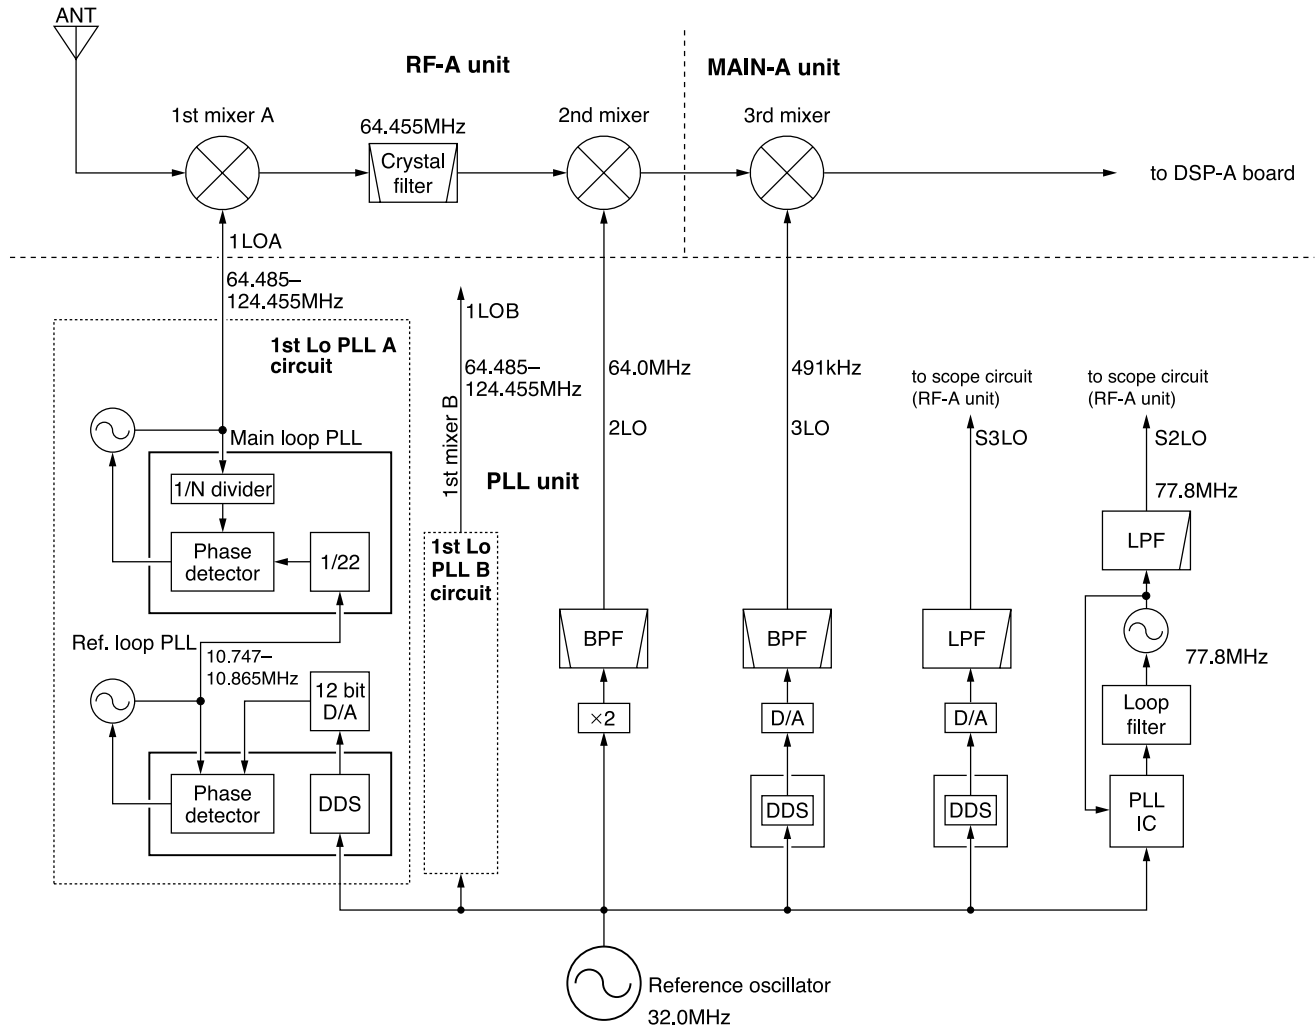 ANT
RF-A unit
MAIN-A unit
1st mixer A
64.455MHz
2nd mixer
3rd mixer
Crystal
filter
to DSP-A board
1LOA
64.485–
124.455MHz
1LOB
1st Lo PLL A
circuit
64.485–
124.455MHz
64.0MHz
491kHz
to scope circuit
(RF-A unit)
to scope circuit
(RF-A unit)
1st mixer B
2LO
3LO
S3LO
S2LO
Main loop PLL
PLL unit
77.8MHz
1/N divider
Phase
detector
1/22
1st Lo
PLL B
circuit
LPF
BPF
BPF
LPF
Ref. loop PLL
10.747–
10.865MHz
77.8MHz
12 bit
D/A
×2
D/A
D/A
Loop
filter
Phase
detector
DDS
DDS
DDS
PLL
IC
Reference oscillator
32.0MHz